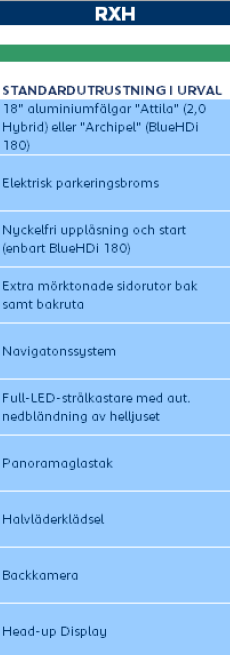 RXH
STANDARDUTRUSTNING I URVAL
18" aluminiumfälgar "Attila" (2,0
Hybrid) eller "Archipel" (BlueHDi
180)
Elektrisk parkeringsbroms
Nyckelfri upplåsning och start
(enbart BlueHDi 180)
Extra mörktonade sidorutor bak
samt bakruta
Navigatonssystem
Full-LED-strålkastare med aut.
nedbländning av helljuset
Panoramaglastak
Halvläderklädsel
Backkamera
Head-up Display